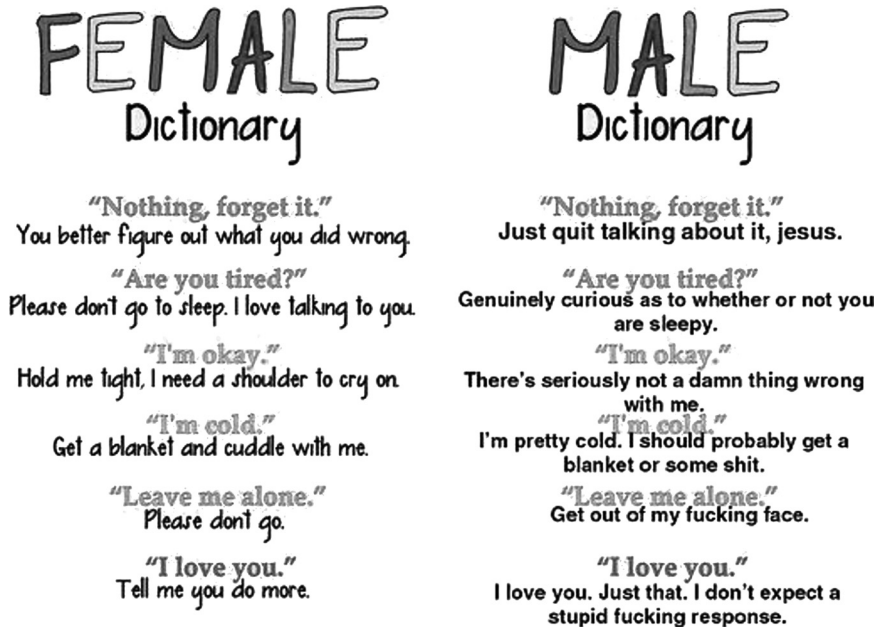 FEMALE
Dictionary
“Nothing, forget it.”
You better figure out what you did wrong.
“Are you tired?”
Please don't go to sleep. I love talking to you.
“I'm okay.”
Hold me tight, I need a shoulder to cry on.
“I'm cold.”
Get a blanket and cuddle with me.
“Leave me alone.”
Please don't go.
“I love you.”
Tell me you do more.
MALE
Dictionary
“Nothing, forget it.”
Just quit talking about it, jesus.
“Are you tired?”
Genuinely curious as to whether or not you
are sleepy.
“I'm okay.”
There's seriously not a damn thing wrong
with me.
“I'm cold.”
I'm pretty cold. I should probably get a
blanket or some shit.
“Leave me alone.”
Get out of my fucking face.
“I love you.”
I love you. Just that. I don't expect a
stupid fucking response.